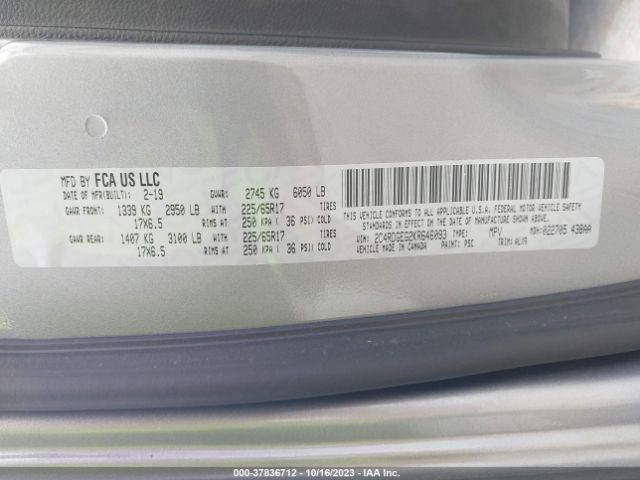 MFD BY FCA US LLC
DATE OF MFR(BUILT): 2-19 GVWR: 2745 KG 6050 LB
GAWR FRONT: 1339 KG 2950 LB WITH 225/65R17 TIRES
17X6.5 RIMS AT 250 KPA ( 36 PSI) COLD
GAWR REAR: 1407 KG 3100 LB WITH 225/65R17 TIRES
17X6.5 RIMS AT 250 KPA ( 36 PSI) COLD
THIS VEHICLE CONFORMS TO ALL APPLICABLE U.S.A. FEDERAL MOTOR VEHICLE SAFETY
STANDARDS IN EFFECT ON THE DATE OF MANUFACTURE SHOWN ABOVE.
VIN: 2C4RDGEG2KR646093 TYPE: MPV MDH: 022705 438AA
VEHICLE MADE IN CANADA PAINT: PSC TRIM: ALX9
000-37836712 - 10/16/2023 - IAA Inc.